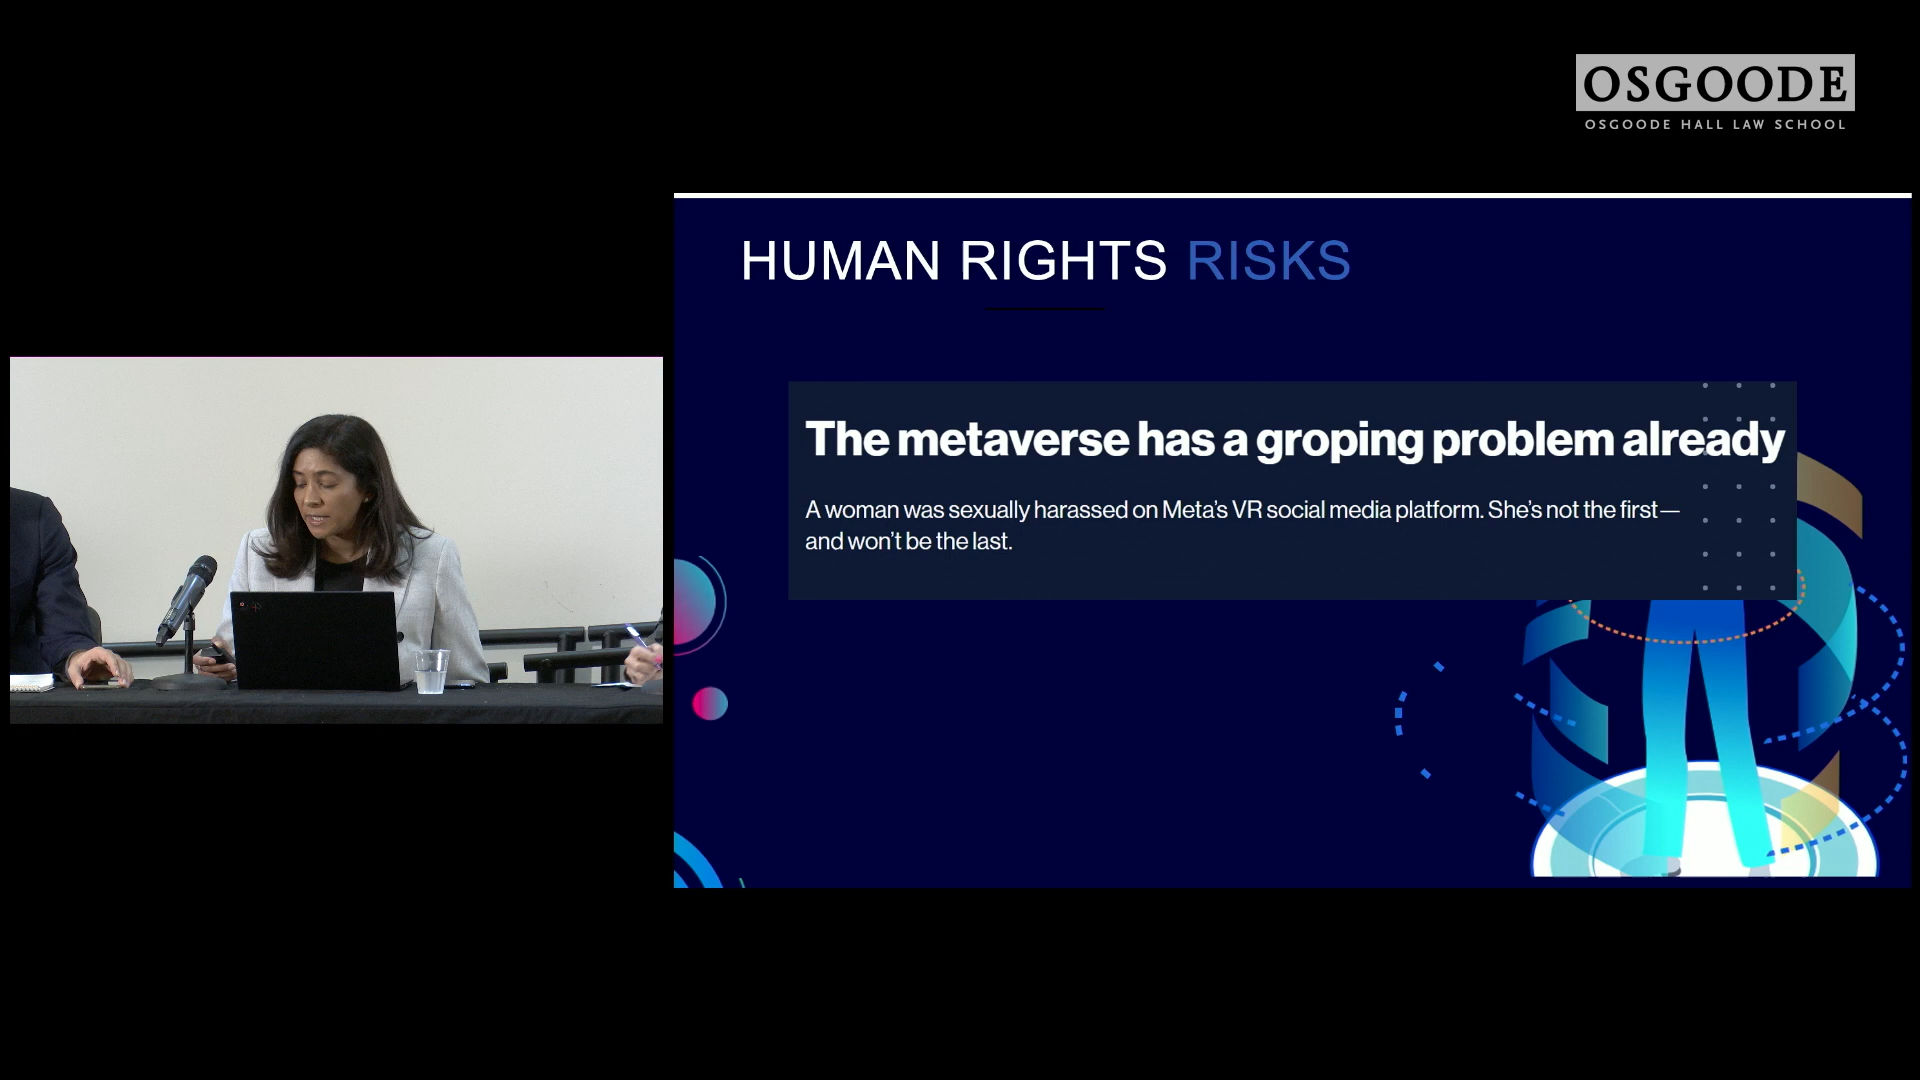 OSGOODE
OSGOODE HALL LAW SCHOOL
HUMAN RIGHTS RISKS
The metaverse has a groping problem already
A woman was sexually harassed on Meta's VR social media platform. She's not the first—
and won't be the last.